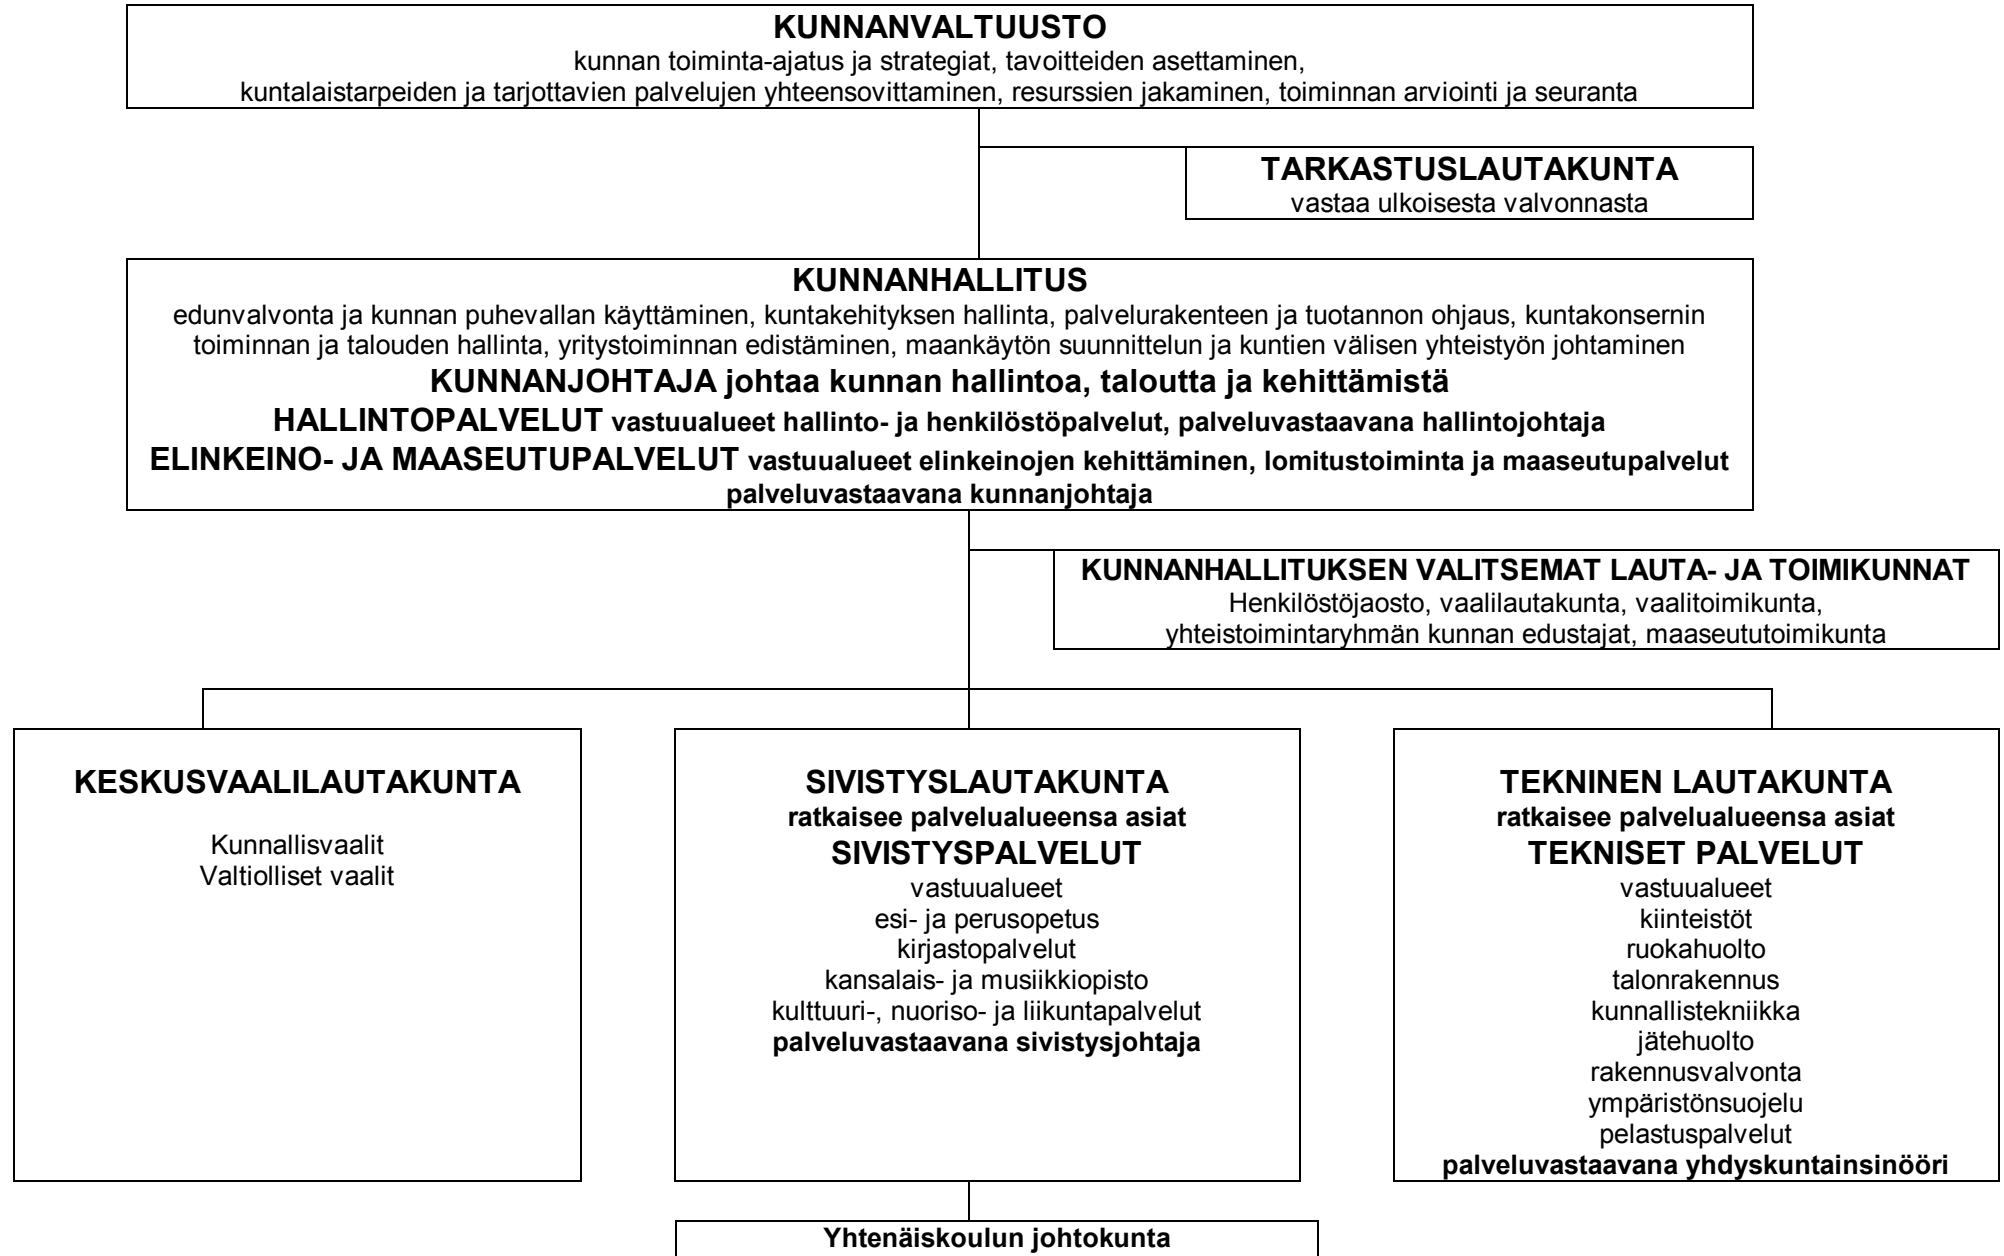 KUNNANVALTUUSTO
kunnan toiminta-ajatus ja strategiat, tavoitteiden asettaminen,
kuntalaistarpeiden ja tarjottavien palvelujen yhteensovittaminen, resurssien jakaminen, toiminnan arviointi ja seuranta
TARKASTUSLAUTAKUNTA
vastaa ulkoisesta valvonnasta
KUNNANHALLITUS
edunvalvonta ja kunnan puhevallan käyttäminen, kuntakehityksen hallinta, palvelurakenteen ja tuotannon ohjaus, kuntakonsernin
toiminnan ja talouden hallinta, yritystoiminnan edistäminen, maankäytön suunnittelun ja kuntien välisen yhteistyön johtaminen
KUNNANJOHTAJA johtaa kunnan hallintoa, taloutta ja kehittämistä
HALLINTOPALVELUT vastuualueet hallinto- ja henkilöstöpalvelut, palveluvastaavana hallintojohtaja
ELINKEINO- JA MAASEUTUPALVELUT vastuualueet elinkeinojen kehittäminen, lomitustoiminta ja maaseutupalvelut
palveluvastaavana kunnanjohtaja
KUNNANHALLITUKSEN VALITSEMAT LAUTA- JA TOIMIKUNNAT
Henkilöstöjaosto, vaalilautakunta, vaalitoimikunta,
yhteistoimintaryhmän kunnan edustajat, maaseututoimikunta
KESKUSVAALILAUTAKUNTA
Kunnallisvaalit
Valtiolliset vaalit
SIVISTYSLAUTAKUNTA
ratkaisee palvelualueensa asiat
SIVISTYSPALVELUT
vastuualueet
esi- ja perusopetus
kirjastopalvelut
kansalais- ja musiikkiopisto
kulttuuri-, nuoriso- ja liikuntapalvelut
palveluvastaavana sivistysjohtaja
TEKNINEN LAUTAKUNTA
ratkaisee palvelualueensa asiat
TEKNISET PALVELUT
vastuualueet
kiinteistöt
ruokahuolto
talonrakennus
kunnallistekniikka
jätehuolto
rakennusvalvonta
ympäristönsuojelu
pelastuspalvelut
palveluvastaavana yhdyskuntainsinööri
Yhtenäiskoulun johtokunta